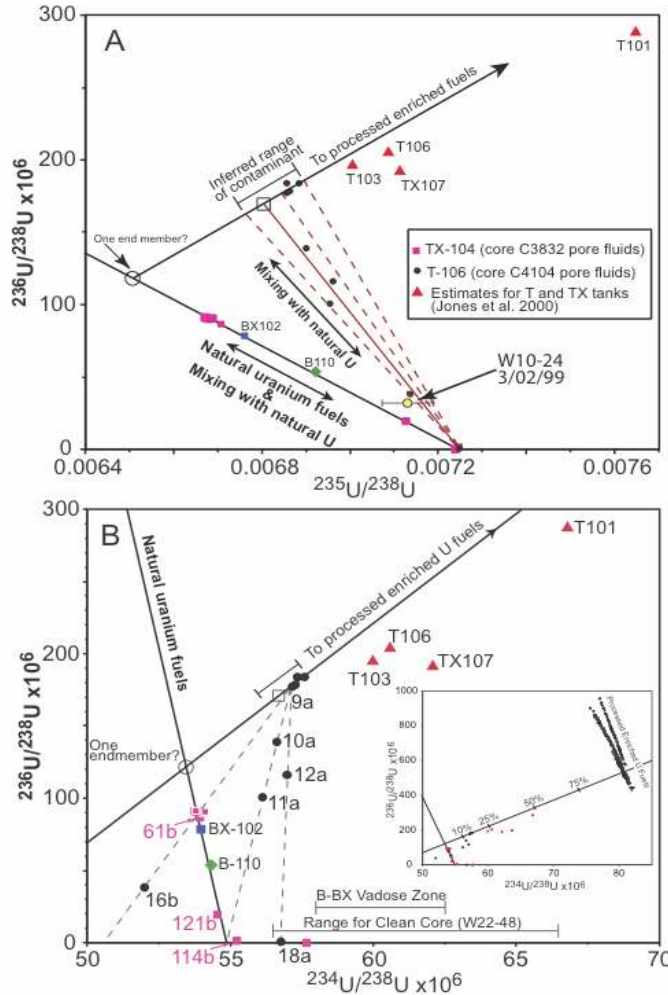 A
300
200
100
0
²³⁶U/²³⁸U x10⁶
0.0064
0.0068
0.0072
0.0076
²³⁵U/²³⁸U
T101
T106
T103
TX107
To processed enriched fuels
Inferred range
of contaminant
One end member?
BX102
B110
Mixing with natural U
Natural uranium fuels
&
Mixing with natural U
TX-104 (core C3832 pore fluids)
T-106 (core C4104 pore fluids)
Estimates for T and TX tanks
(Jones et al. 2000)
W10-24
3/02/99
B
300
200
100
0
²³⁶U/²³⁸U x10⁶
50
55
60
65
70
²³⁴U/²³⁸U x10⁶
Natural uranium fuels
To processed enriched U fuels
T101
T106
T103
TX107
One
endmember?
9a
10a
12a
11a
61b
BX-102
B-110
16b
121b
114b
18a
B-BX Vadose Zone
Range for Clean Core (W22-48)
1000
800
600
400
200
0
²³⁶U/²³⁸U x10⁶
50
60
70
80
²³⁴U/²³⁸U x10⁶
10%
25%
50%
75%
Processed Enriched U Fuels